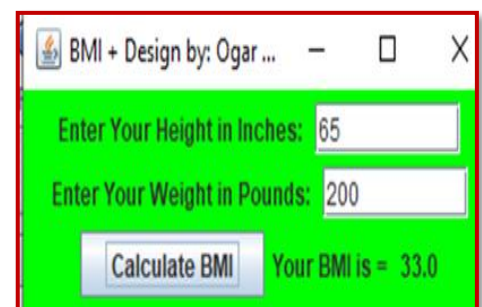 BMI + Design by: Ogar ...
Enter Your Height in Inches: 65
Enter Your Weight in Pounds: 200
Calculate BMI Your BMI is = 33.0